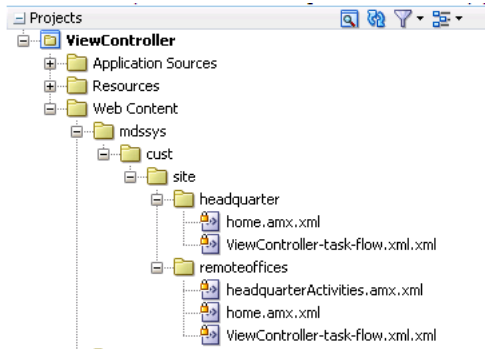 Projects
ViewController
Application Sources
Resources
Web Content
mdssys
cust
site
headquarter
home.amx.xml
ViewController-task-flow.xml.xml
remoteoffices
headquarterActivities.amx.xml
home.amx.xml
ViewController-task-flow.xml.xml